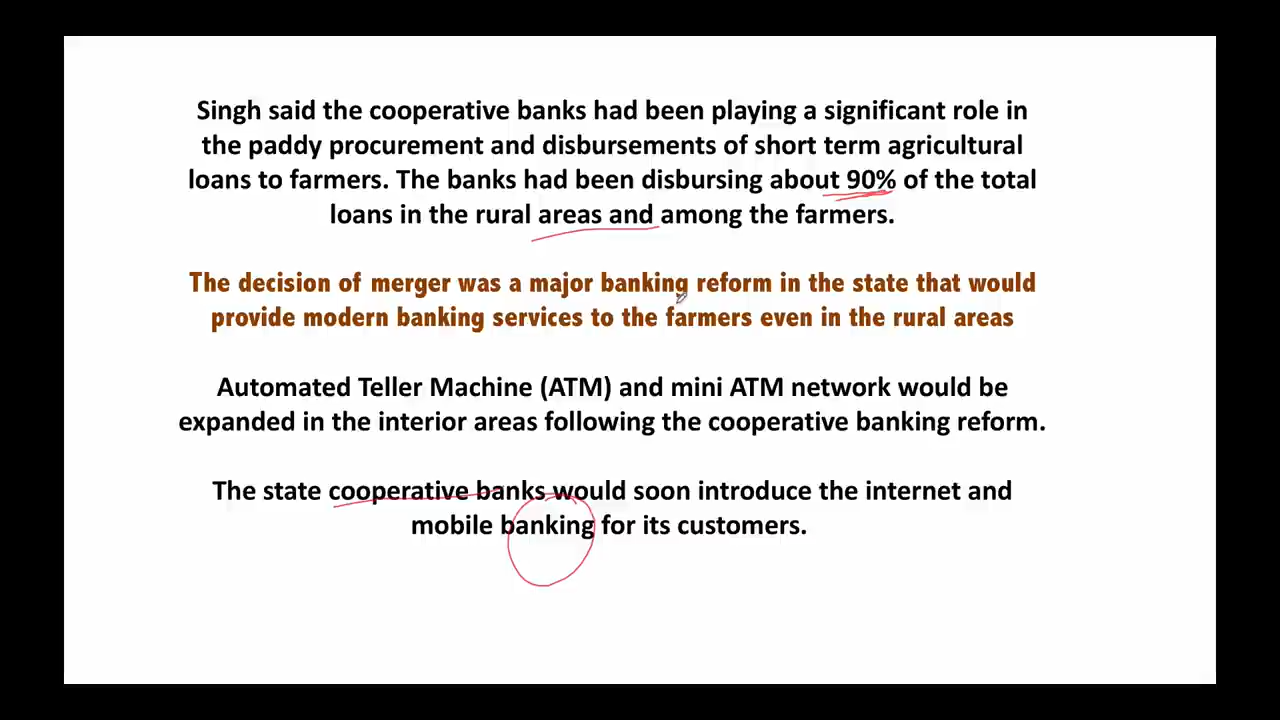 Singh said the cooperative banks had been playing a significant role in
the paddy procurement and disbursements of short term agricultural
loans to farmers. The banks had been disbursing about 90% of the total
loans in the rural areas and among the farmers.
The decision of merger was a major banking reform in the state that would
provide modern banking services to the farmers even in the rural areas
Automated Teller Machine (ATM) and mini ATM network would be
expanded in the interior areas following the cooperative banking reform.
The state cooperative banks would soon introduce the internet and
mobile banking for its customers.